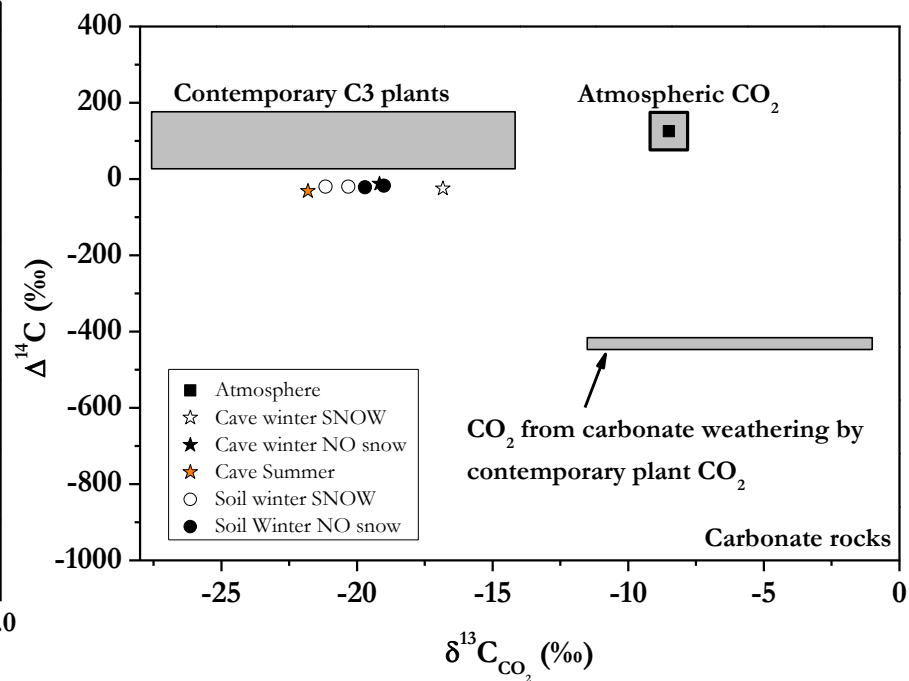 400
Contemporary C3 plants
Atmospheric CO₂
200
0
-200
-400
-600
-800
-1000
Δ¹⁴C (‰)
Atmosphere
Cave winter SNOW
Cave winter NO snow
Cave Summer
Soil winter SNOW
Soil Winter NO snow
CO₂ from carbonate weathering by
contemporary plant CO₂
Carbonate rocks
-25 -20 -15 -10 -5 0
.0
δ¹³C_CO₂ (‰)